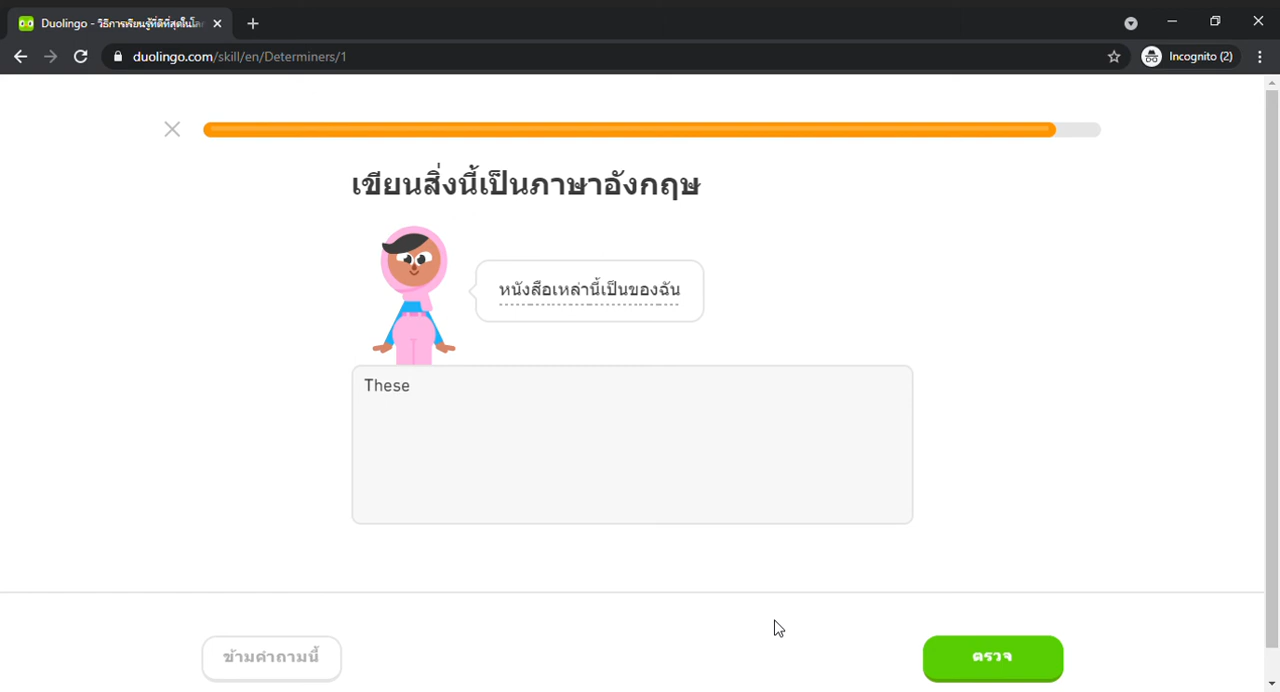 Duolingo - วิธีการเรียนรู้ที่ดีที่สุดในโล
duolingo.com/skill/en/Determiners/1
Incognito (2)
เขียนสิ่งนี้เป็นภาษาอังกฤษ
หนังสือเหล่านี้เป็นของฉัน
These
ข้ามคำถามนี้
ตรวจ